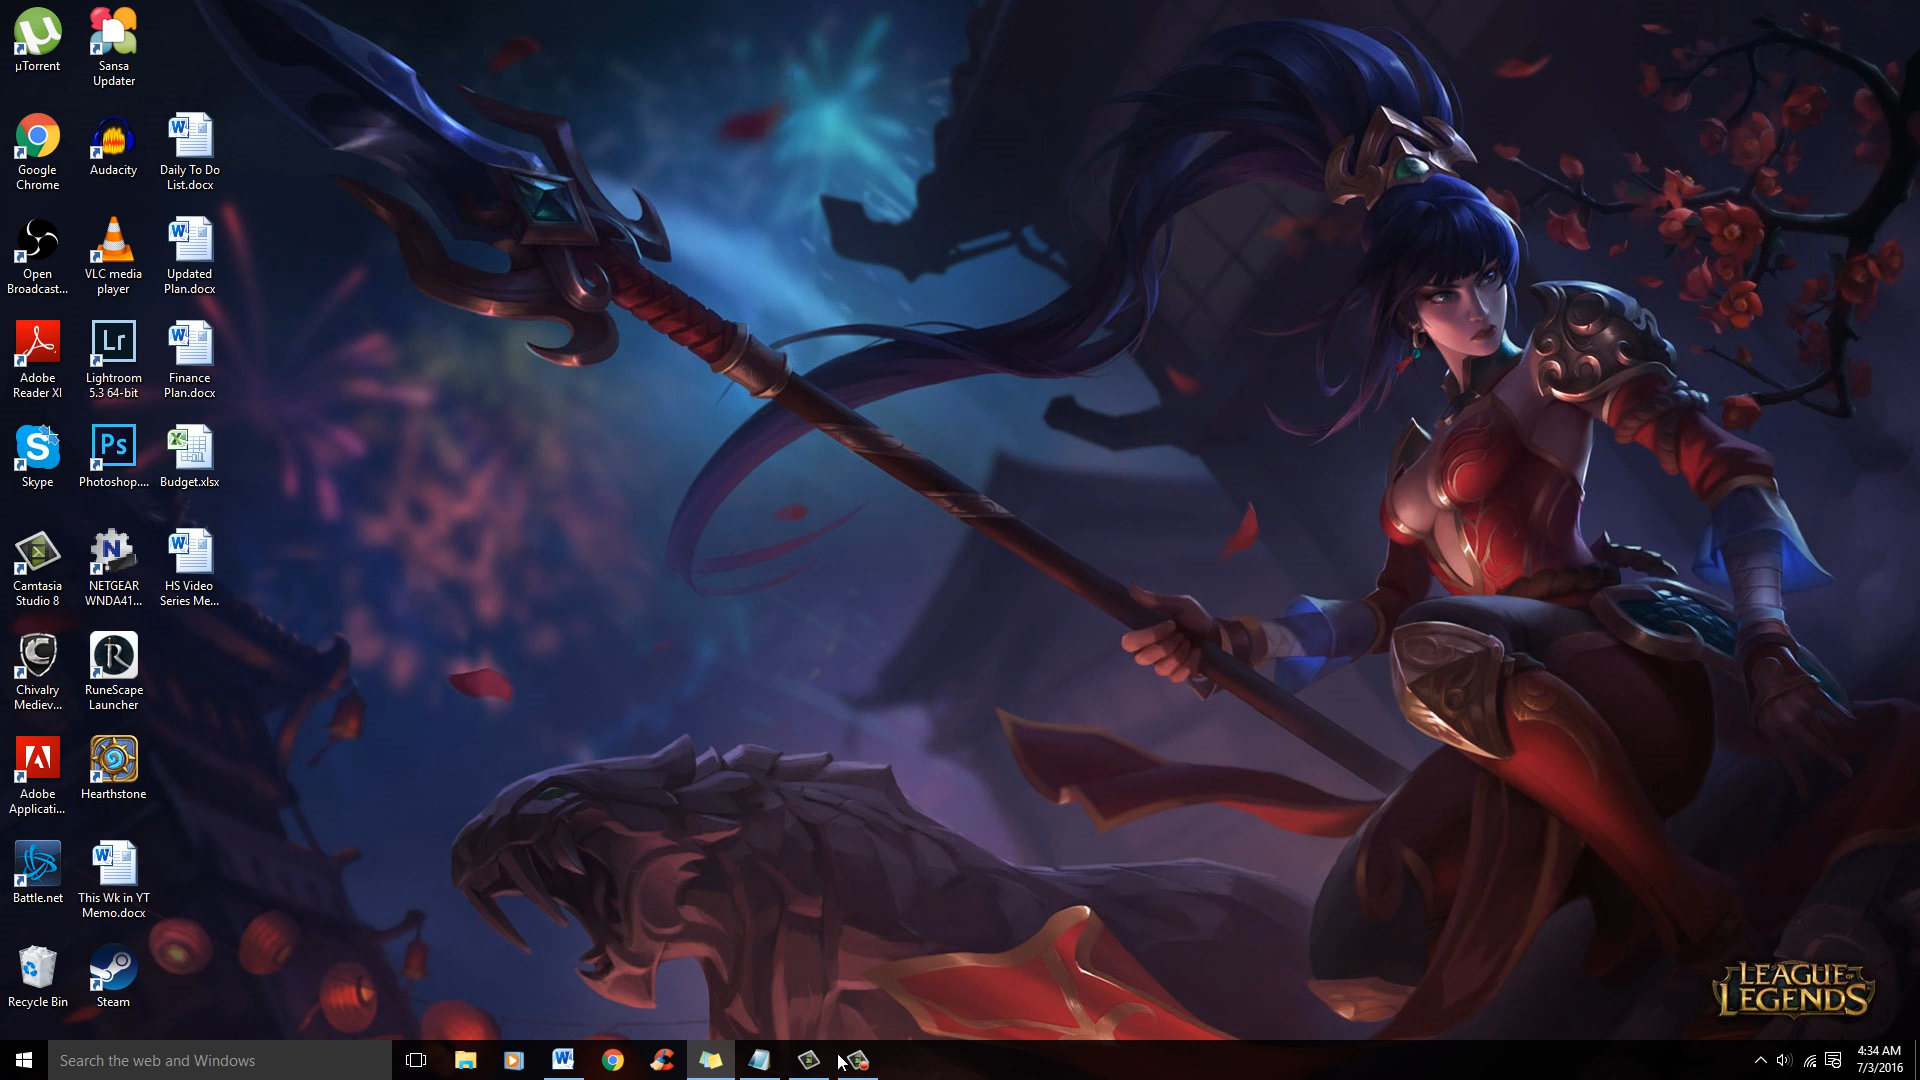 µTorrent
Sansa
Updater
Google
Chrome
Audacity
Daily To Do
List.docx
Open
Broadcast...
VLC media
player
Updated
Plan.docx
Adobe
Reader XI
Lr
Lightroom
5.3 64-bit
Finance
Plan.docx
Skype
Ps
Photoshop....
Budget.xlsx
Camtasia
Studio 8
NETGEAR
WNDA41...
HS Video
Series Me...
Chivalry
Mediev...
RuneScape
Launcher
Adobe
Applicati...
Hearthstone
Battle.net
This Wk in YT
Memo.docx
Recycle Bin
Steam
LEAGUE OF
LEGENDS
Search the web and Windows
4:34 AM
7/3/2016